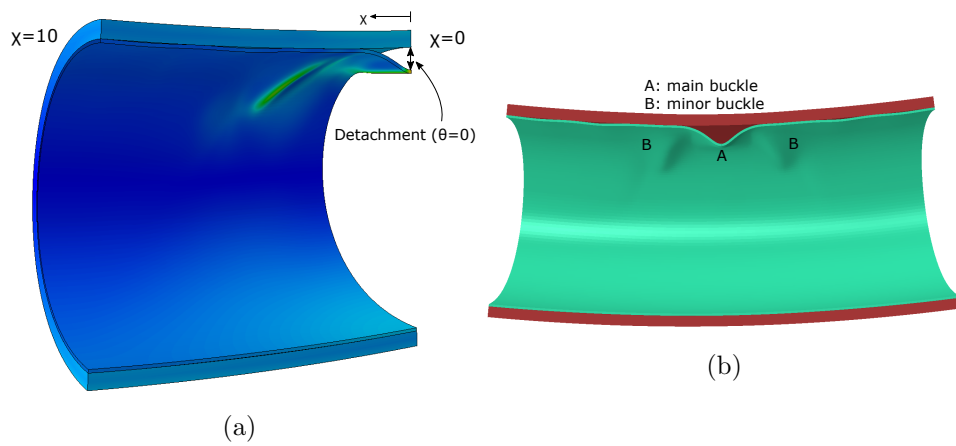 x
χ=10
χ=0
Detachment (θ=0)
A: main buckle
B: minor buckle
B
A
B
(a)
(b)